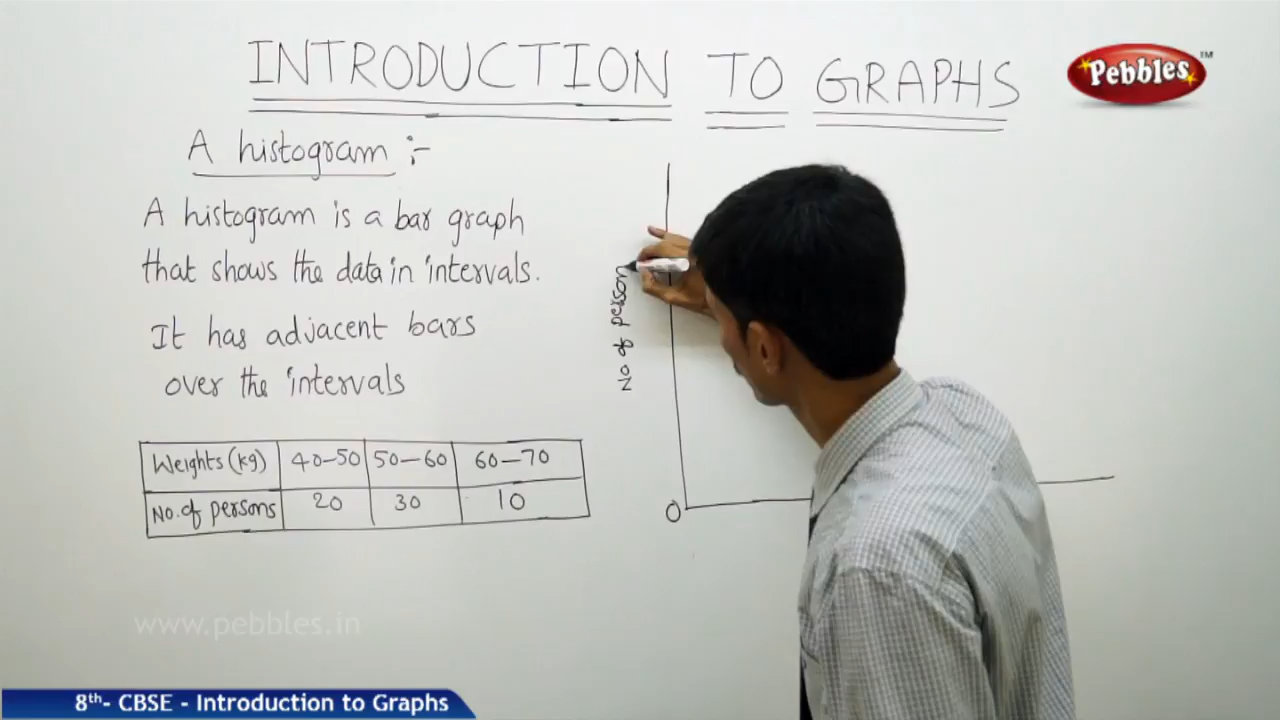 INTRODUCTION TO GRAPHS
Pebbles™
A histogram :-
A histogram is a bar graph
that shows the data in intervals.
It has adjacent bars
over the intervals
Weights (kg) 40-50 50-60 60-70
No. of persons 20 30 10
No of person
0
www.pebbles.in
8th- CBSE - Introduction to Graphs